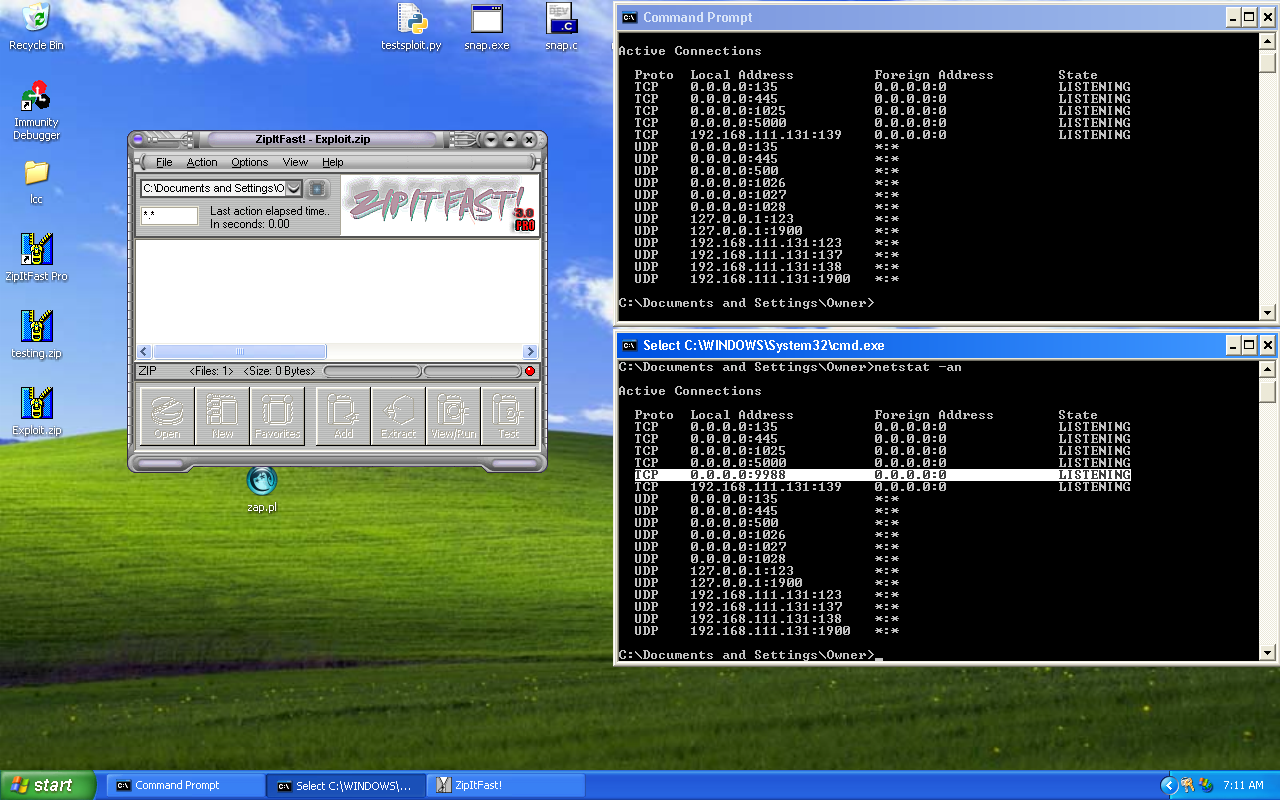 Recycle Bin
testsploit.py
snap.exe
snap.c
Immunity
Debugger
lcc
ZipItFast Pro
testing.zip
Exploit.zip
zap.pl
ZipItFast! - Exploit.zip
File Action Options View Help
C:\Documents and Settings\O
*.*
Last action elapsed time..
In seconds: 0.00
ZIPITFAST!
3.0
PRO
ZIP <Files: 1> <Size: 0 Bytes>
Open New Favorites Add Extract View/Run Test
Command Prompt
Active Connections
Proto Local Address Foreign Address State
TCP 0.0.0.0:135 0.0.0.0:0 LISTENING
TCP 0.0.0.0:445 0.0.0.0:0 LISTENING
TCP 0.0.0.0:1025 0.0.0.0:0 LISTENING
TCP 0.0.0.0:5000 0.0.0.0:0 LISTENING
TCP 192.168.111.131:139 0.0.0.0:0 LISTENING
UDP 0.0.0.0:135 *:*
UDP 0.0.0.0:445 *:*
UDP 0.0.0.0:500 *:*
UDP 0.0.0.0:1026 *:*
UDP 0.0.0.0:1027 *:*
UDP 0.0.0.0:1028 *:*
UDP 127.0.0.1:123 *:*
UDP 127.0.0.1:1900 *:*
UDP 192.168.111.131:123 *:*
UDP 192.168.111.131:137 *:*
UDP 192.168.111.131:138 *:*
UDP 192.168.111.131:1900 *:*
C:\Documents and Settings\Owner>
Select C:\WINDOWS\System32\cmd.exe
C:\Documents and Settings\Owner>netstat -an
Active Connections
Proto Local Address Foreign Address State
TCP 0.0.0.0:135 0.0.0.0:0 LISTENING
TCP 0.0.0.0:445 0.0.0.0:0 LISTENING
TCP 0.0.0.0:1025 0.0.0.0:0 LISTENING
TCP 0.0.0.0:5000 0.0.0.0:0 LISTENING
TCP 0.0.0.0:9988 0.0.0.0:0 LISTENING
TCP 192.168.111.131:139 0.0.0.0:0 LISTENING
UDP 0.0.0.0:135 *:*
UDP 0.0.0.0:445 *:*
UDP 0.0.0.0:500 *:*
UDP 0.0.0.0:1026 *:*
UDP 0.0.0.0:1027 *:*
UDP 0.0.0.0:1028 *:*
UDP 127.0.0.1:123 *:*
UDP 127.0.0.1:1900 *:*
UDP 192.168.111.131:123 *:*
UDP 192.168.111.131:137 *:*
UDP 192.168.111.131:138 *:*
UDP 192.168.111.131:1900 *:*
C:\Documents and Settings\Owner>_
start
Command Prompt
Select C:\WINDOWS\...
ZipItFast!
7:11 AM